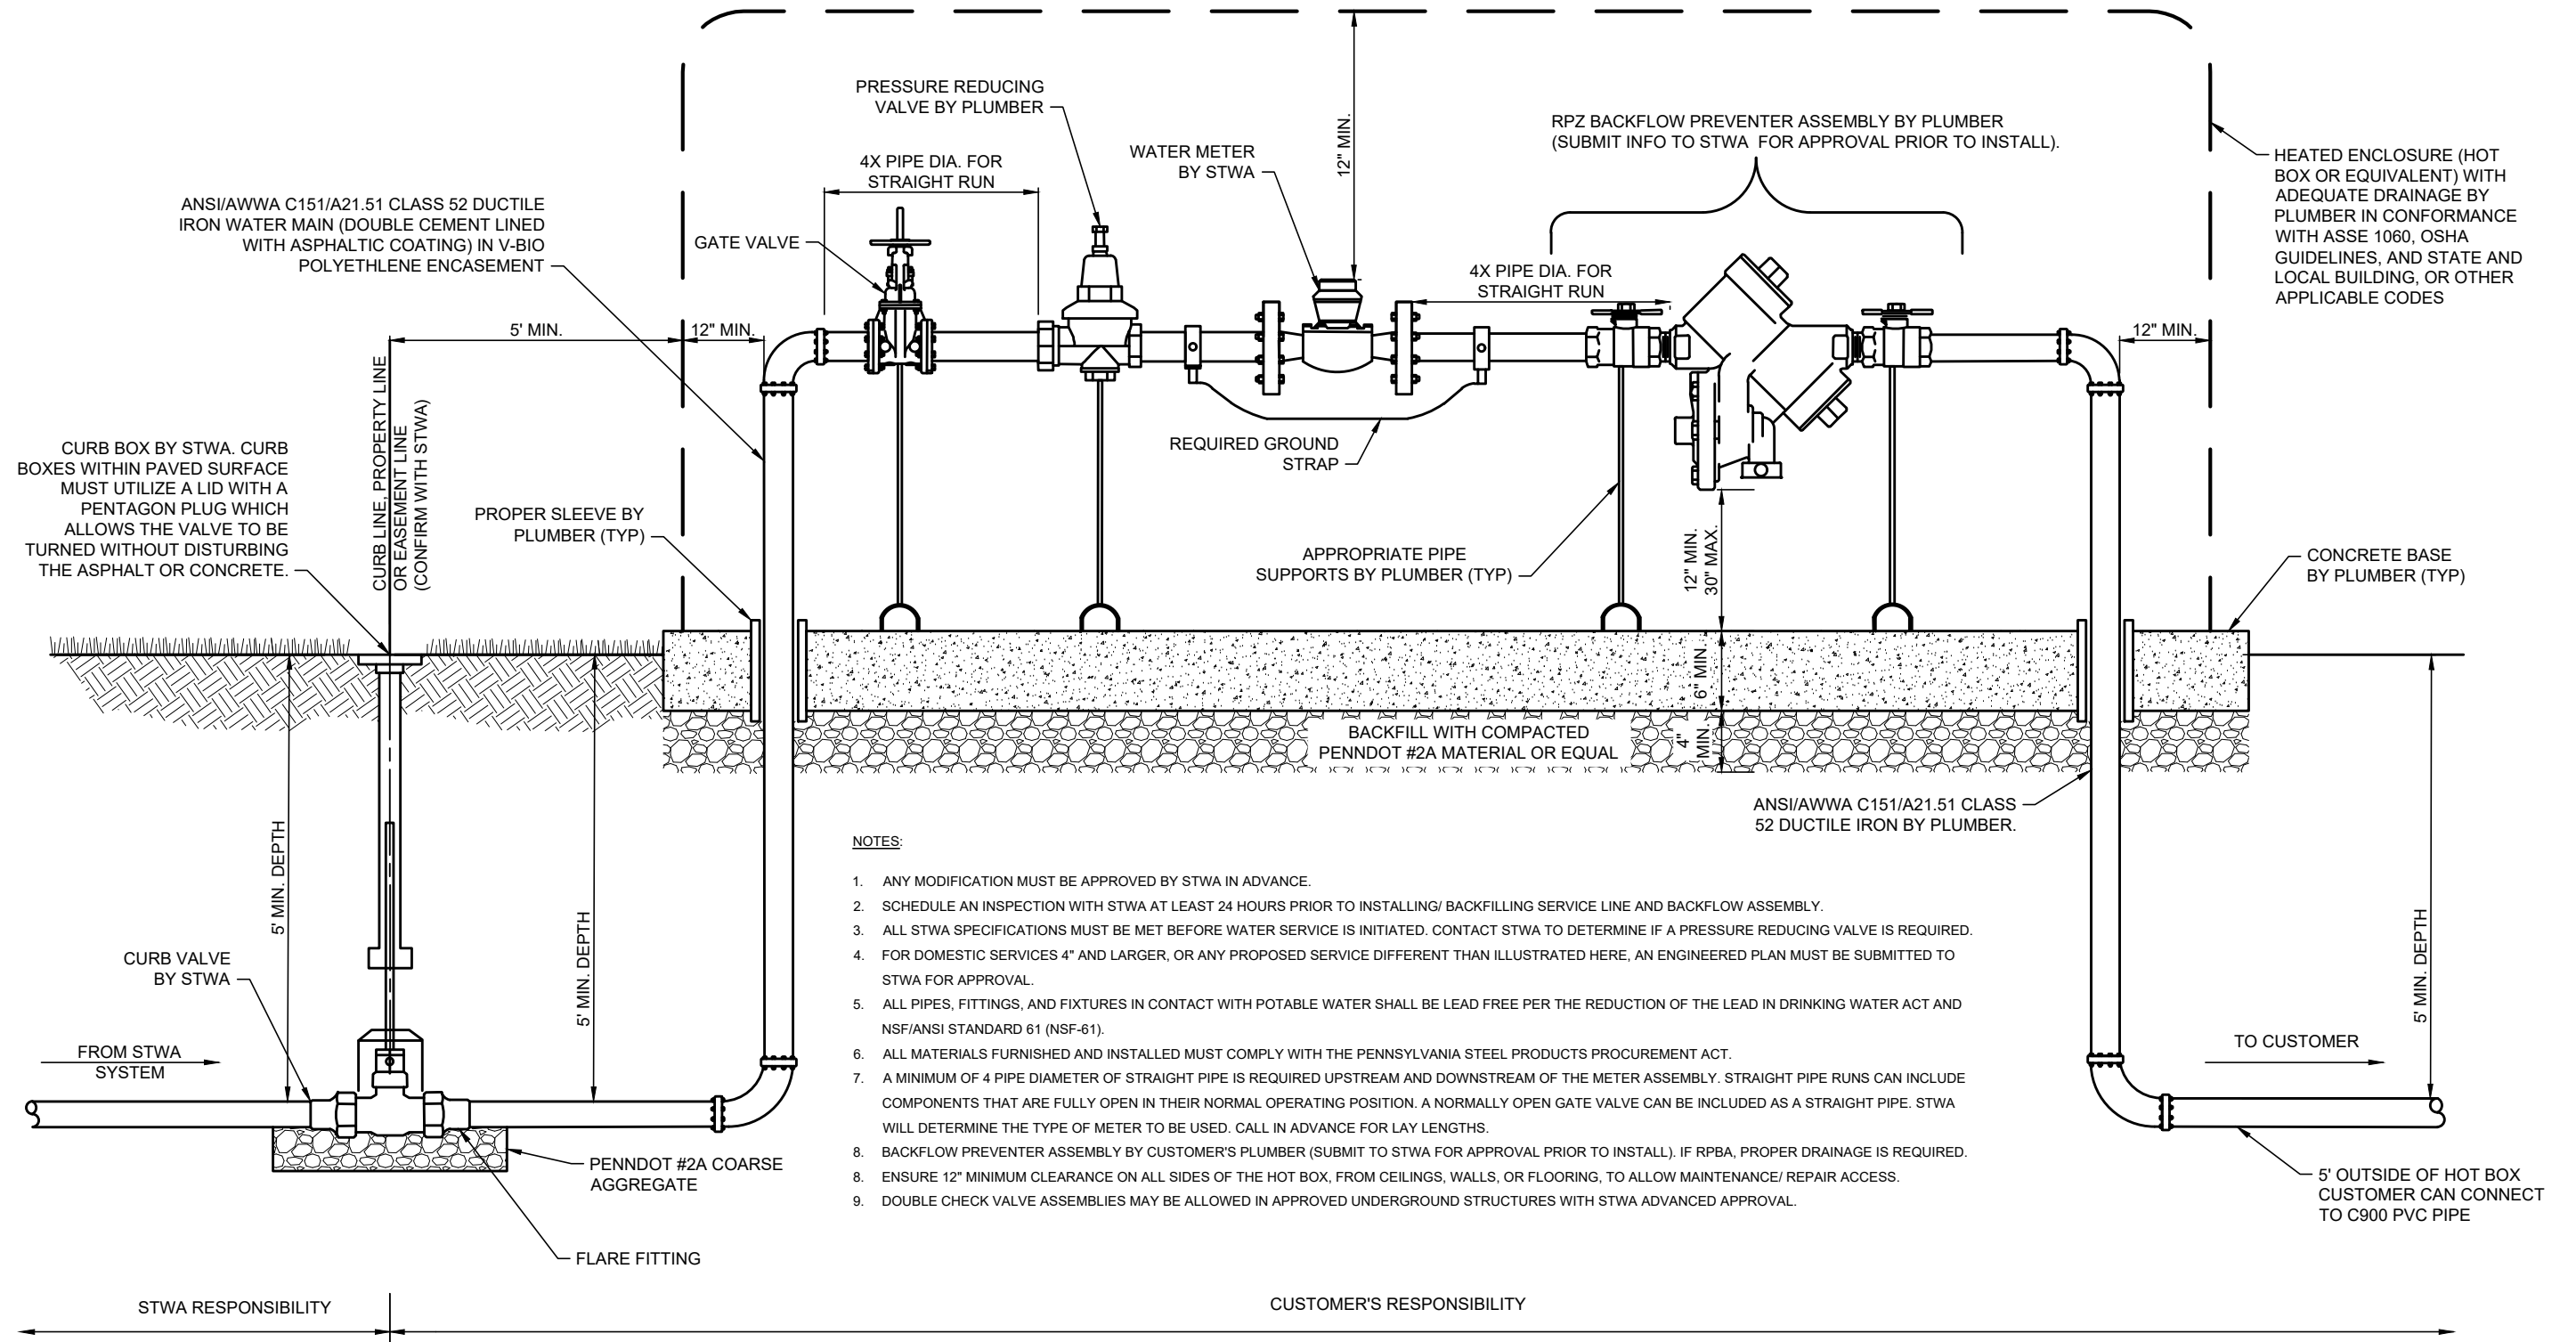 PRESSURE REDUCING
VALVE BY PLUMBER
4X PIPE DIA. FOR
STRAIGHT RUN
WATER METER
BY STWA
12" MIN.
RPZ BACKFLOW PREVENTER ASSEMBLY BY PLUMBER
(SUBMIT INFO TO STWA FOR APPROVAL PRIOR TO INSTALL).
HEATED ENCLOSURE (HOT
BOX OR EQUIVALENT) WITH
ADEQUATE DRAINAGE BY
PLUMBER IN CONFORMANCE
WITH ASSE 1060, OSHA
GUIDELINES, AND STATE AND
LOCAL BUILDING, OR OTHER
APPLICABLE CODES
ANSI/AWWA C151/A21.51 CLASS 52 DUCTILE
IRON WATER MAIN (DOUBLE CEMENT LINED
WITH ASPHALTIC COATING) IN V-BIO
POLYETHLENE ENCASEMENT
GATE VALVE
4X PIPE DIA. FOR
STRAIGHT RUN
5' MIN.
12" MIN.
12" MIN.
CURB LINE, PROPERTY LINE
OR EASEMENT LINE
(CONFIRM WITH STWA)
CURB BOX BY STWA. CURB
BOXES WITHIN PAVED SURFACE
MUST UTILIZE A LID WITH A
PENTAGON PLUG WHICH
ALLOWS THE VALVE TO BE
TURNED WITHOUT DISTURBING
THE ASPHALT OR CONCRETE.
PROPER SLEEVE BY
PLUMBER (TYP)
REQUIRED GROUND
STRAP
APPROPRIATE PIPE
SUPPORTS BY PLUMBER (TYP)
12" MIN.
30" MAX.
CONCRETE BASE
BY PLUMBER (TYP)
6" MIN.
BACKFILL WITH COMPACTED
PENNDOT #2A MATERIAL OR EQUAL
4"
MIN.
ANSI/AWWA C151/A21.51 CLASS
52 DUCTILE IRON BY PLUMBER.
5' MIN. DEPTH
5' MIN. DEPTH
5' MIN. DEPTH
CURB VALVE
BY STWA
FROM STWA
SYSTEM
TO CUSTOMER
PENNDOT #2A COARSE
AGGREGATE
FLARE FITTING
5' OUTSIDE OF HOT BOX
CUSTOMER CAN CONNECT
TO C900 PVC PIPE
NOTES:
1. ANY MODIFICATION MUST BE APPROVED BY STWA IN ADVANCE.
2. SCHEDULE AN INSPECTION WITH STWA AT LEAST 24 HOURS PRIOR TO INSTALLING/ BACKFILLING SERVICE LINE AND BACKFLOW ASSEMBLY.
3. ALL STWA SPECIFICATIONS MUST BE MET BEFORE WATER SERVICE IS INITIATED. CONTACT STWA TO DETERMINE IF A PRESSURE REDUCING VALVE IS REQUIRED.
4. FOR DOMESTIC SERVICES 4" AND LARGER, OR ANY PROPOSED SERVICE DIFFERENT THAN ILLUSTRATED HERE, AN ENGINEERED PLAN MUST BE SUBMITTED TO
STWA FOR APPROVAL.
5. ALL PIPES, FITTINGS, AND FIXTURES IN CONTACT WITH POTABLE WATER SHALL BE LEAD FREE PER THE REDUCTION OF THE LEAD IN DRINKING WATER ACT AND
NSF/ANSI STANDARD 61 (NSF-61).
6. ALL MATERIALS FURNISHED AND INSTALLED MUST COMPLY WITH THE PENNSYLVANIA STEEL PRODUCTS PROCUREMENT ACT.
7. A MINIMUM OF 4 PIPE DIAMETER OF STRAIGHT PIPE IS REQUIRED UPSTREAM AND DOWNSTREAM OF THE METER ASSEMBLY. STRAIGHT PIPE RUNS CAN INCLUDE
COMPONENTS THAT ARE FULLY OPEN IN THEIR NORMAL OPERATING POSITION. A NORMALLY OPEN GATE VALVE CAN BE INCLUDED AS A STRAIGHT PIPE. STWA
WILL DETERMINE THE TYPE OF METER TO BE USED. CALL IN ADVANCE FOR LAY LENGTHS.
8. BACKFLOW PREVENTER ASSEMBLY BY CUSTOMER'S PLUMBER (SUBMIT TO STWA FOR APPROVAL PRIOR TO INSTALL). IF RPBA, PROPER DRAINAGE IS REQUIRED.
8. ENSURE 12" MINIMUM CLEARANCE ON ALL SIDES OF THE HOT BOX, FROM CEILINGS, WALLS, OR FLOORING, TO ALLOW MAINTENANCE/ REPAIR ACCESS.
9. DOUBLE CHECK VALVE ASSEMBLIES MAY BE ALLOWED IN APPROVED UNDERGROUND STRUCTURES WITH STWA ADVANCED APPROVAL.
STWA RESPONSIBILITY
CUSTOMER'S RESPONSIBILITY